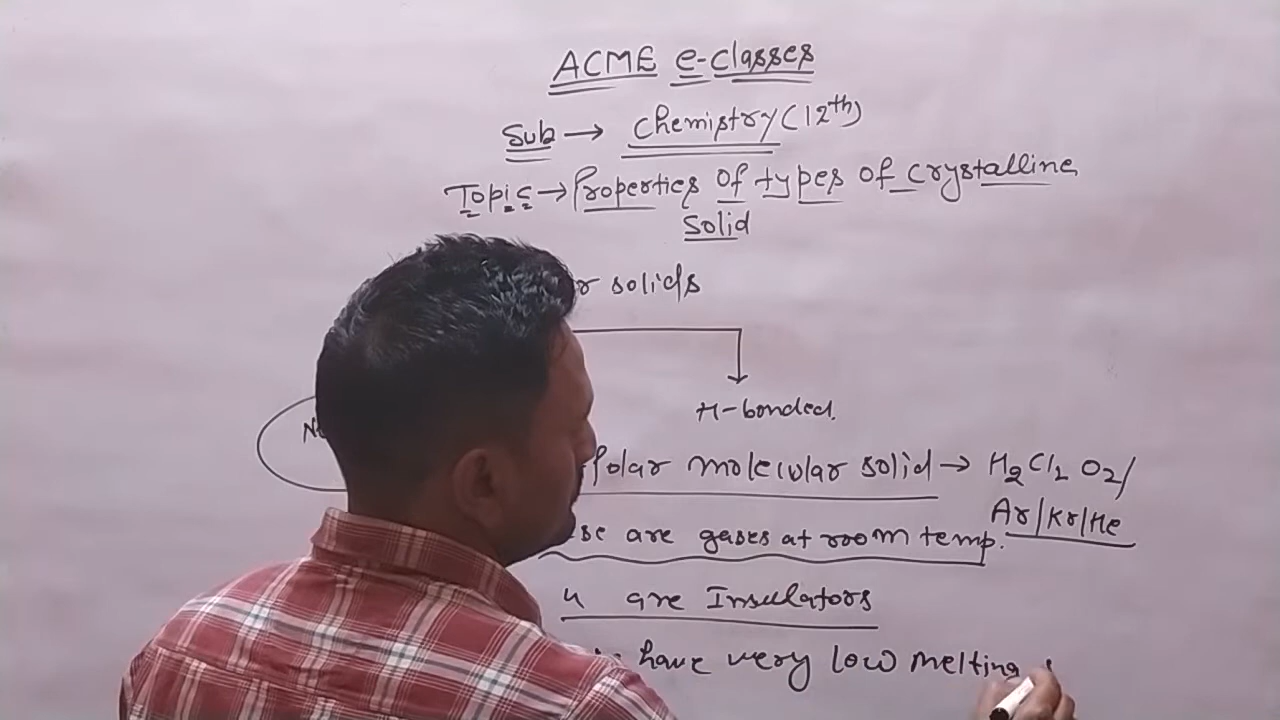 ACME e-classes
Sub → Chemistry (12th)
Topic → Properties of types of crystalline
Solid
r solids
H-bonded.
Polar molecular solid → H2 Cl2 O2/
Ar/Kr/He
se are gases at room temp.
" are Insulators
have very low melting